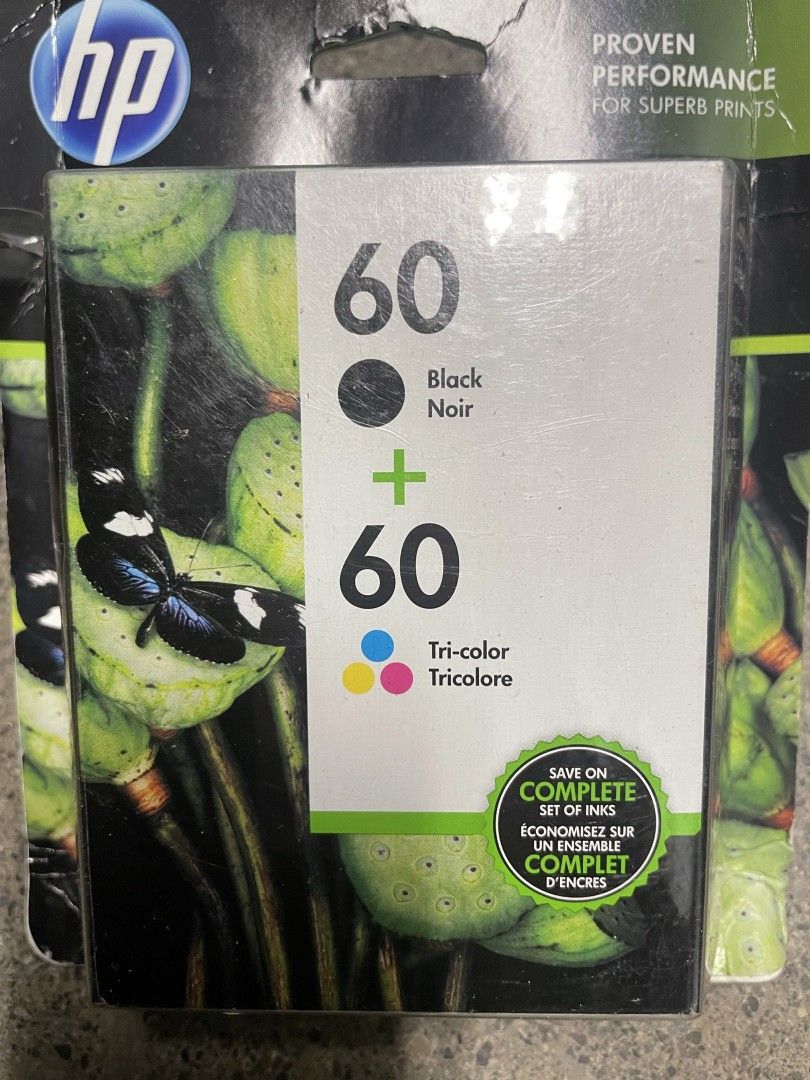 hp
PROVEN
PERFORMANCE
FOR SUPERB PRINTS
60
Black
Noir
+
60
Tri-color
Tricolore
SAVE ON
COMPLETE
SET OF INKS
ÉCONOMISEZ SUR
UN ENSEMBLE
COMPLET
D'ENCRES